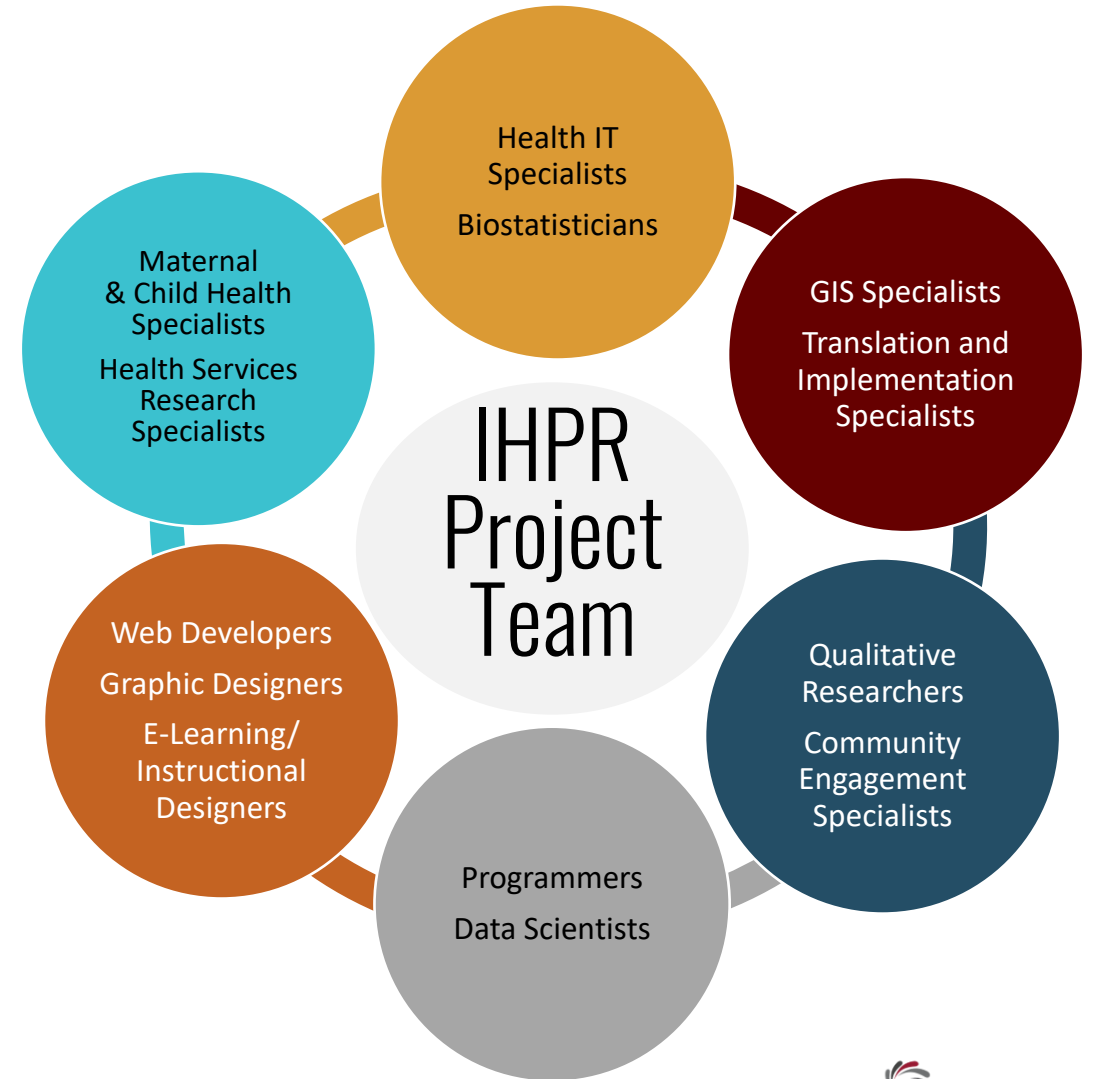 Health IT
Specialists
Biostatisticians
GIS Specialists
Translation and
Implementation
Specialists
Qualitative
Researchers
Community
Engagement
Specialists
Programmers
Data Scientists
Web Developers
Graphic Designers
E-Learning/
Instructional
Designers
Maternal
& Child Health
Specialists
Health Services
Research
Specialists
IHPR
Project
Team